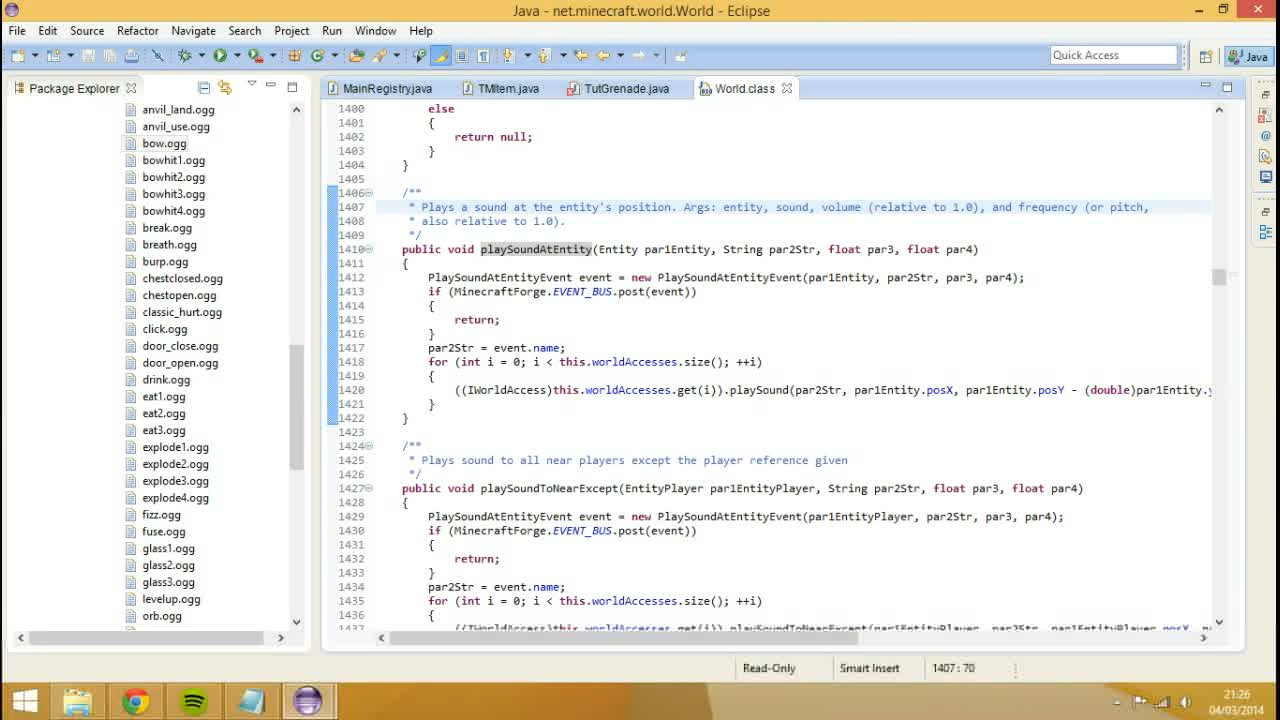 Java - net.minecraft.world.World - Eclipse
File Edit Source Refactor Navigate Search Project Run Window Help
Quick Access
Java
Package Explorer
anvil_land.ogg
anvil_use.ogg
bow.ogg
bowhit1.ogg
bowhit2.ogg
bowhit3.ogg
bowhit4.ogg
break.ogg
breath.ogg
burp.ogg
chestclosed.ogg
chestopen.ogg
classic_hurt.ogg
click.ogg
door_close.ogg
door_open.ogg
drink.ogg
eat1.ogg
eat2.ogg
eat3.ogg
explode1.ogg
explode2.ogg
explode3.ogg
explode4.ogg
fizz.ogg
fuse.ogg
glass1.ogg
glass2.ogg
glass3.ogg
levelup.ogg
orb.ogg
MainRegistry.java TMItem.java TutGrenade.java World.class
1400 else
1401 {
1402 return null;
1403 }
1404 }
1405
1406 /**
1407 * Plays a sound at the entity's position. Args: entity, sound, volume (relative to 1.0), and frequency (or pitch,
1408 * also relative to 1.0).
1409 */
1410 public void playSoundAtEntity(Entity par1Entity, String par2Str, float par3, float par4)
1411 {
1412 PlaySoundAtEntityEvent event = new PlaySoundAtEntityEvent(par1Entity, par2Str, par3, par4);
1413 if (MinecraftForge.EVENT_BUS.post(event))
1414 {
1415 return;
1416 }
1417 par2Str = event.name;
1418 for (int i = 0; i < this.worldAccesses.size(); ++i)
1419 {
1420 ((IWorldAccess)this.worldAccesses.get(i)).playSound(par2Str, par1Entity.posX, par1Entity.posY - (double)par1Entity.y
1421 }
1422 }
1423
1424 /**
1425 * Plays sound to all near players except the player reference given
1426 */
1427 public void playSoundToNearExcept(EntityPlayer par1EntityPlayer, String par2Str, float par3, float par4)
1428 {
1429 PlaySoundAtEntityEvent event = new PlaySoundAtEntityEvent(par1EntityPlayer, par2Str, par3, par4);
1430 if (MinecraftForge.EVENT_BUS.post(event))
1431 {
1432 return;
1433 }
1434 par2Str = event.name;
1435 for (int i = 0; i < this.worldAccesses.size(); ++i)
1436 {
1437 ((IWorldAccess)this.worldAccesses.get(i)).playSoundToNearExcept(par1EntityPlayer, par2Str, par1EntityPlayer.posX,
Read-Only Smart Insert 1407 : 70
21:26
04/03/2014